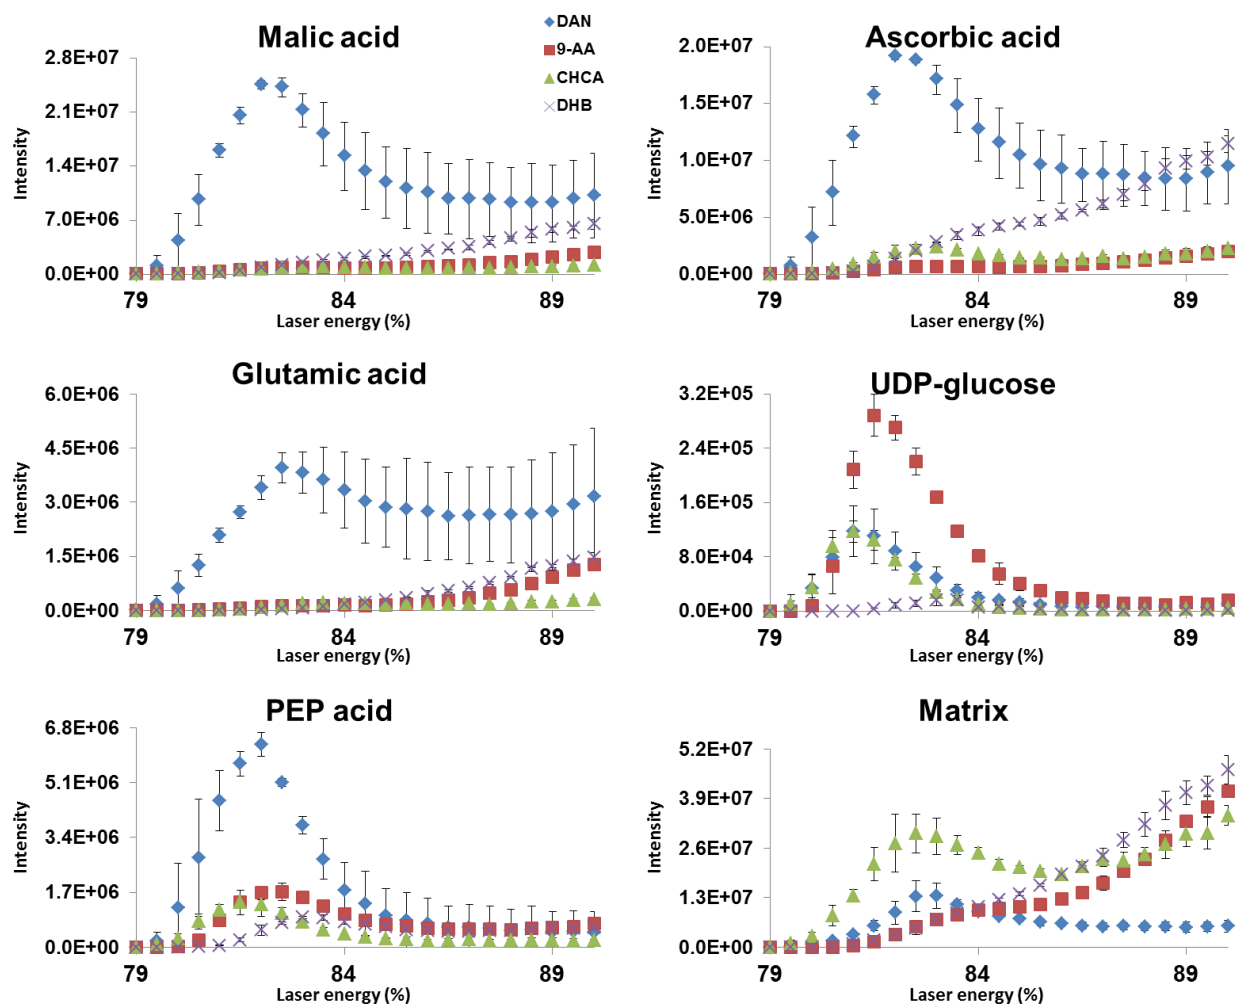 Malic acid
DAN
9-AA
CHCA
DHB
2.8E+07
2.1E+07
1.4E+07
7.0E+06
0.0E+00
Intensity
79
84
89
Laser energy (%)
Ascorbic acid
2.0E+07
1.5E+07
1.0E+07
5.0E+06
0.0E+00
Intensity
79
84
89
Laser energy (%)
Glutamic acid
6.0E+06
4.5E+06
3.0E+06
1.5E+06
0.0E+00
Intensity
79
84
89
Laser energy (%)
UDP-glucose
3.2E+05
2.4E+05
1.6E+05
8.0E+04
0.0E+00
Intensity
79
84
89
Laser energy (%)
PEP acid
6.8E+06
5.1E+06
3.4E+06
1.7E+06
0.0E+00
Intensity
79
84
89
Laser energy (%)
Matrix
5.2E+07
3.9E+07
2.6E+07
1.3E+07
0.0E+00
Intensity
79
84
89
Laser energy (%)